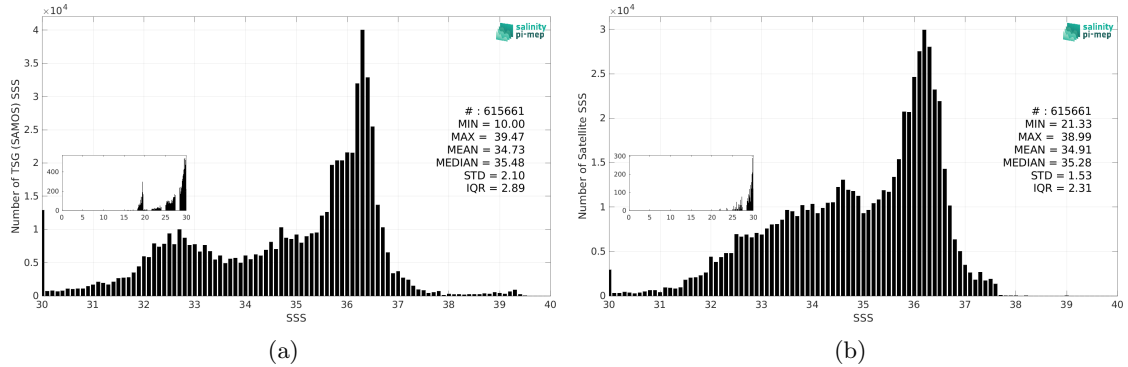 ×10⁴
4
3.5
3
2.5
2
1.5
1
0.5
0
Number of TSG (SAMOS) SSS
400
200
0
0 5 10 15 20 25 30
salinity
pi-mep
# : 615661
MIN = 10.00
MAX = 39.47
MEAN = 34.73
MEDIAN = 35.48
STD = 2.10
IQR = 2.89
30 31 32 33 34 35 36 37 38 39 40
SSS
(a)
×10⁴
3
2.5
2
1.5
1
0.5
0
Number of Satellite SSS
300
200
100
0
0 5 10 15 20 25 30
salinity
pi-mep
# : 615661
MIN = 21.33
MAX = 38.99
MEAN = 34.91
MEDIAN = 35.28
STD = 1.53
IQR = 2.31
30 31 32 33 34 35 36 37 38 39 40
SSS
(b)